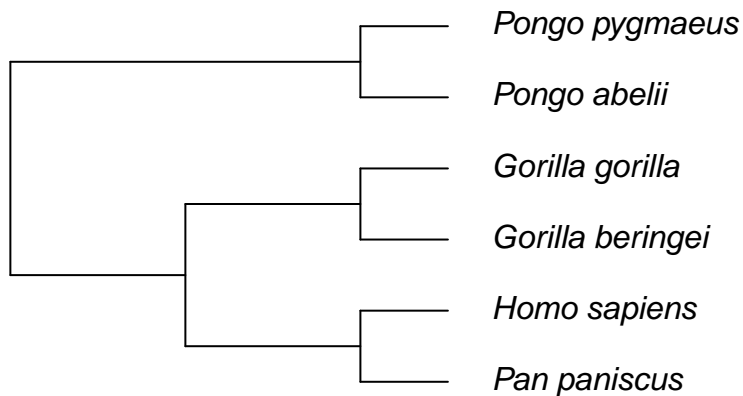 Pongo pygmaeus
Pongo abelii
Gorilla gorilla
Gorilla beringei
Homo sapiens
Pan paniscus